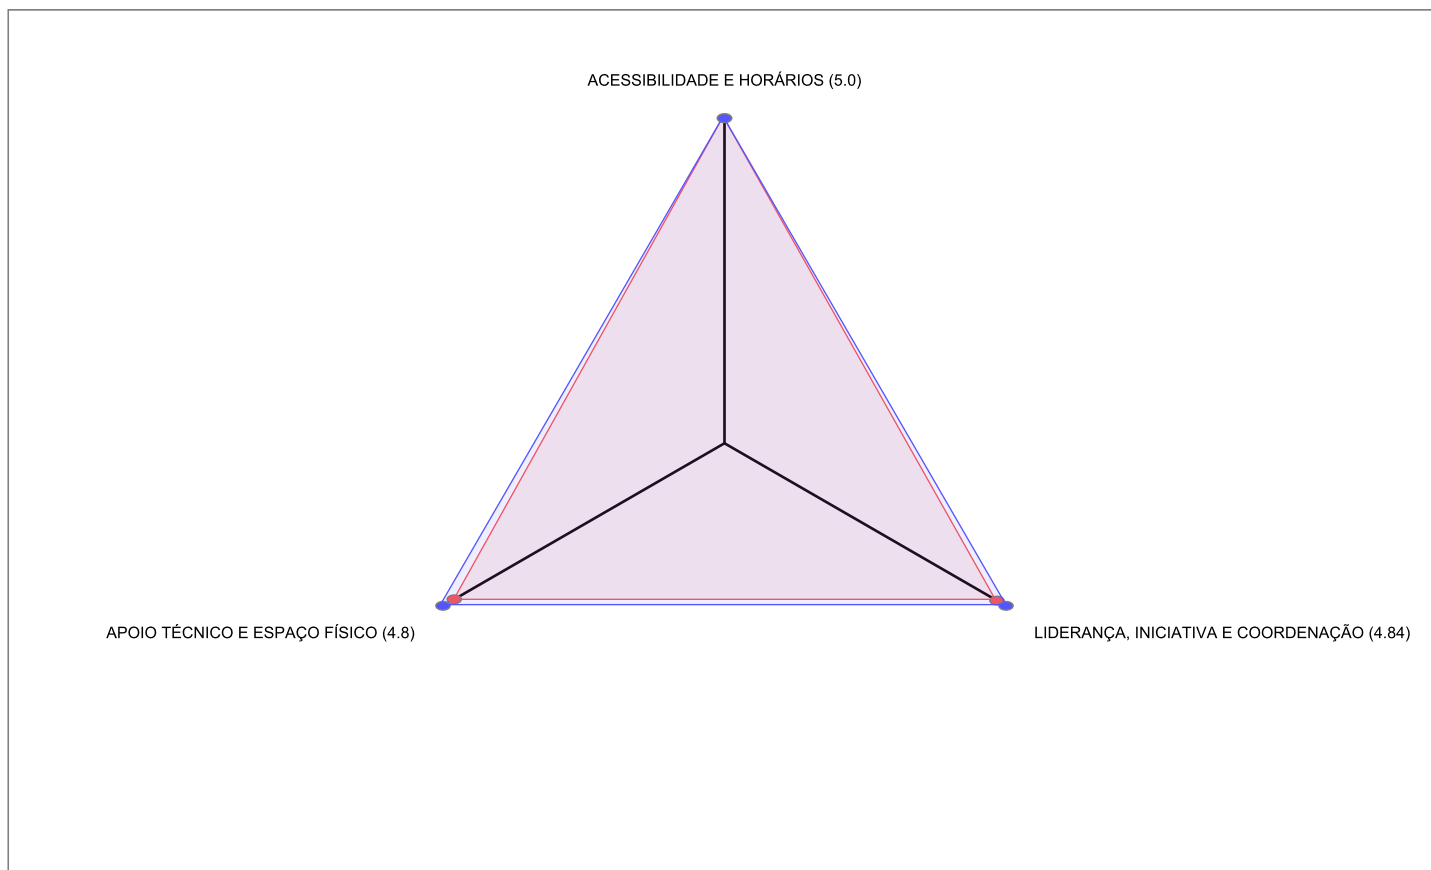 ACESSIBILIDADE E HORÁRIOS (5.0)
APOIO TÉCNICO E ESPAÇO FÍSICO (4.8)
LIDERANÇA, INICIATIVA E COORDENAÇÃO (4.84)